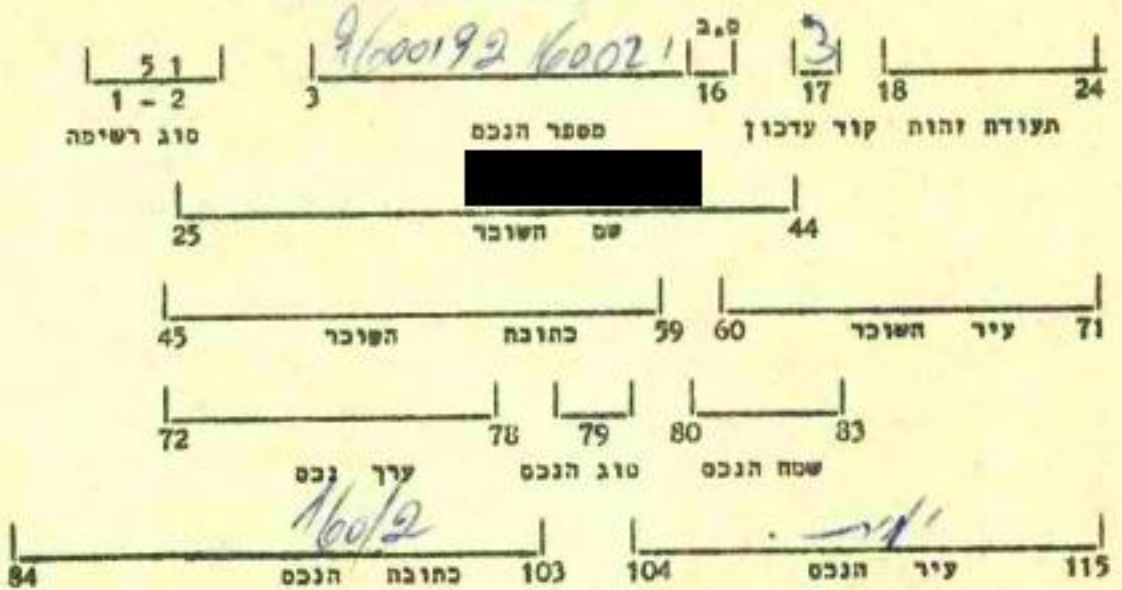 51 9/600192 160021 ס.ב *3
1 - 2 3 16 17 18 24
סוג רשימה מספר הנכס קוד עדכון תעודת זהות
25 שם השוכר 44
45 כתובת השוכר 59 60 עיר השוכר 71
72 78 79 80 83
ערך נכס סוג הנכס שטח הנכס
160/2
84 כתובת הנכס 103 104 עיר הנכס 115